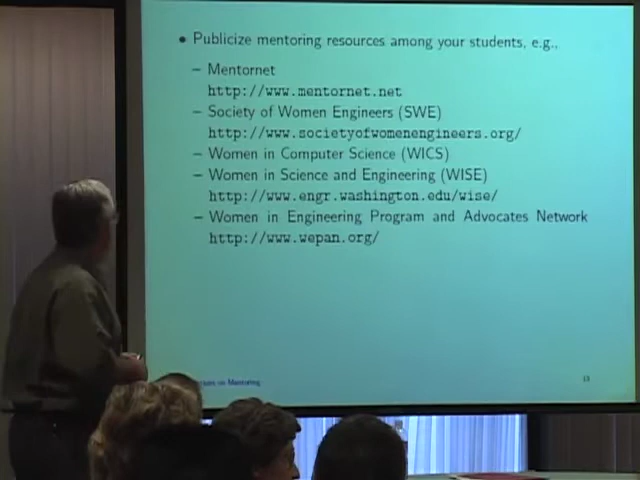 • Publicize mentoring resources among your students, e.g.,
– Mentornet
http://www.mentornet.net
– Society of Women Engineers (SWE)
http://www.societyofwomenengineers.org/
– Women in Computer Science (WICS)
– Women in Science and Engineering (WISE)
http://www.engr.washington.edu/wise/
– Women in Engineering Program and Advocates Network
http://www.wepan.org/
on Mentoring